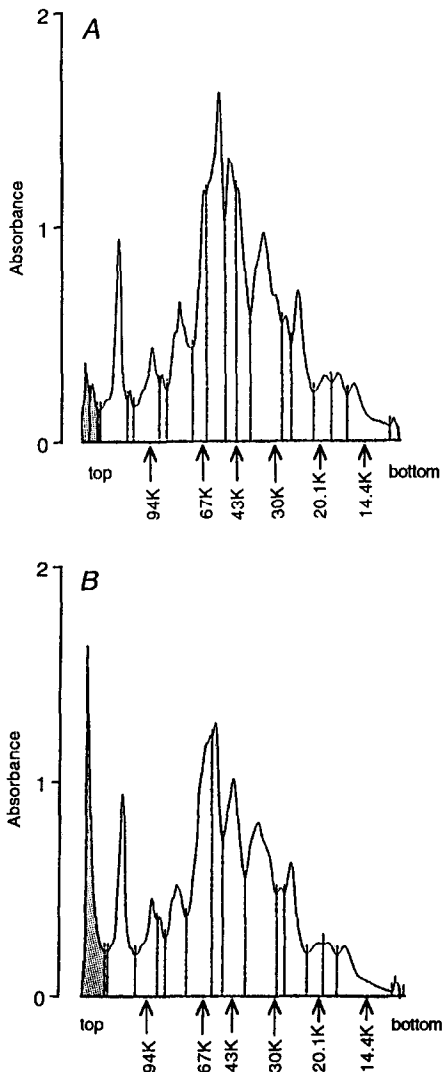 2
A
Absorbance
1
0
top
bottom
94K
67K
43K
30K
20.1K
14.4K
2
B
Absorbance
1
0
top
bottom
94K
67K
43K
30K
20.1K
14.4K